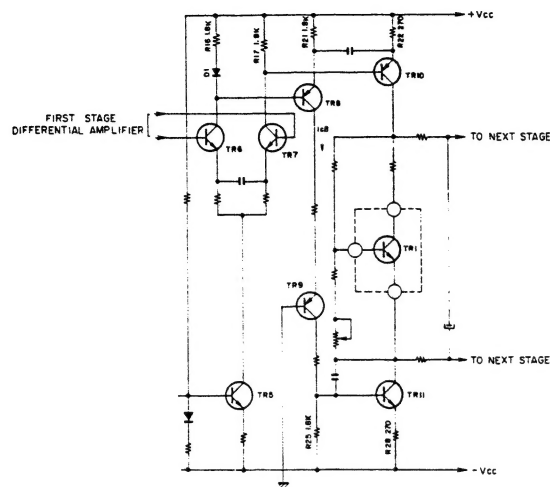 +Vcc
R16 1.8K
R17 1.8K
R21 1.8K
R22 270
D1
TR10
TR8
FIRST STAGE
DIFFERENTIAL AMPLIFIER
TR6
TR7
ic8
TO NEXT STAGE
TR1
TR9
TO NEXT STAGE
TR5
TR11
R25 1.8K
R28 270
-Vcc